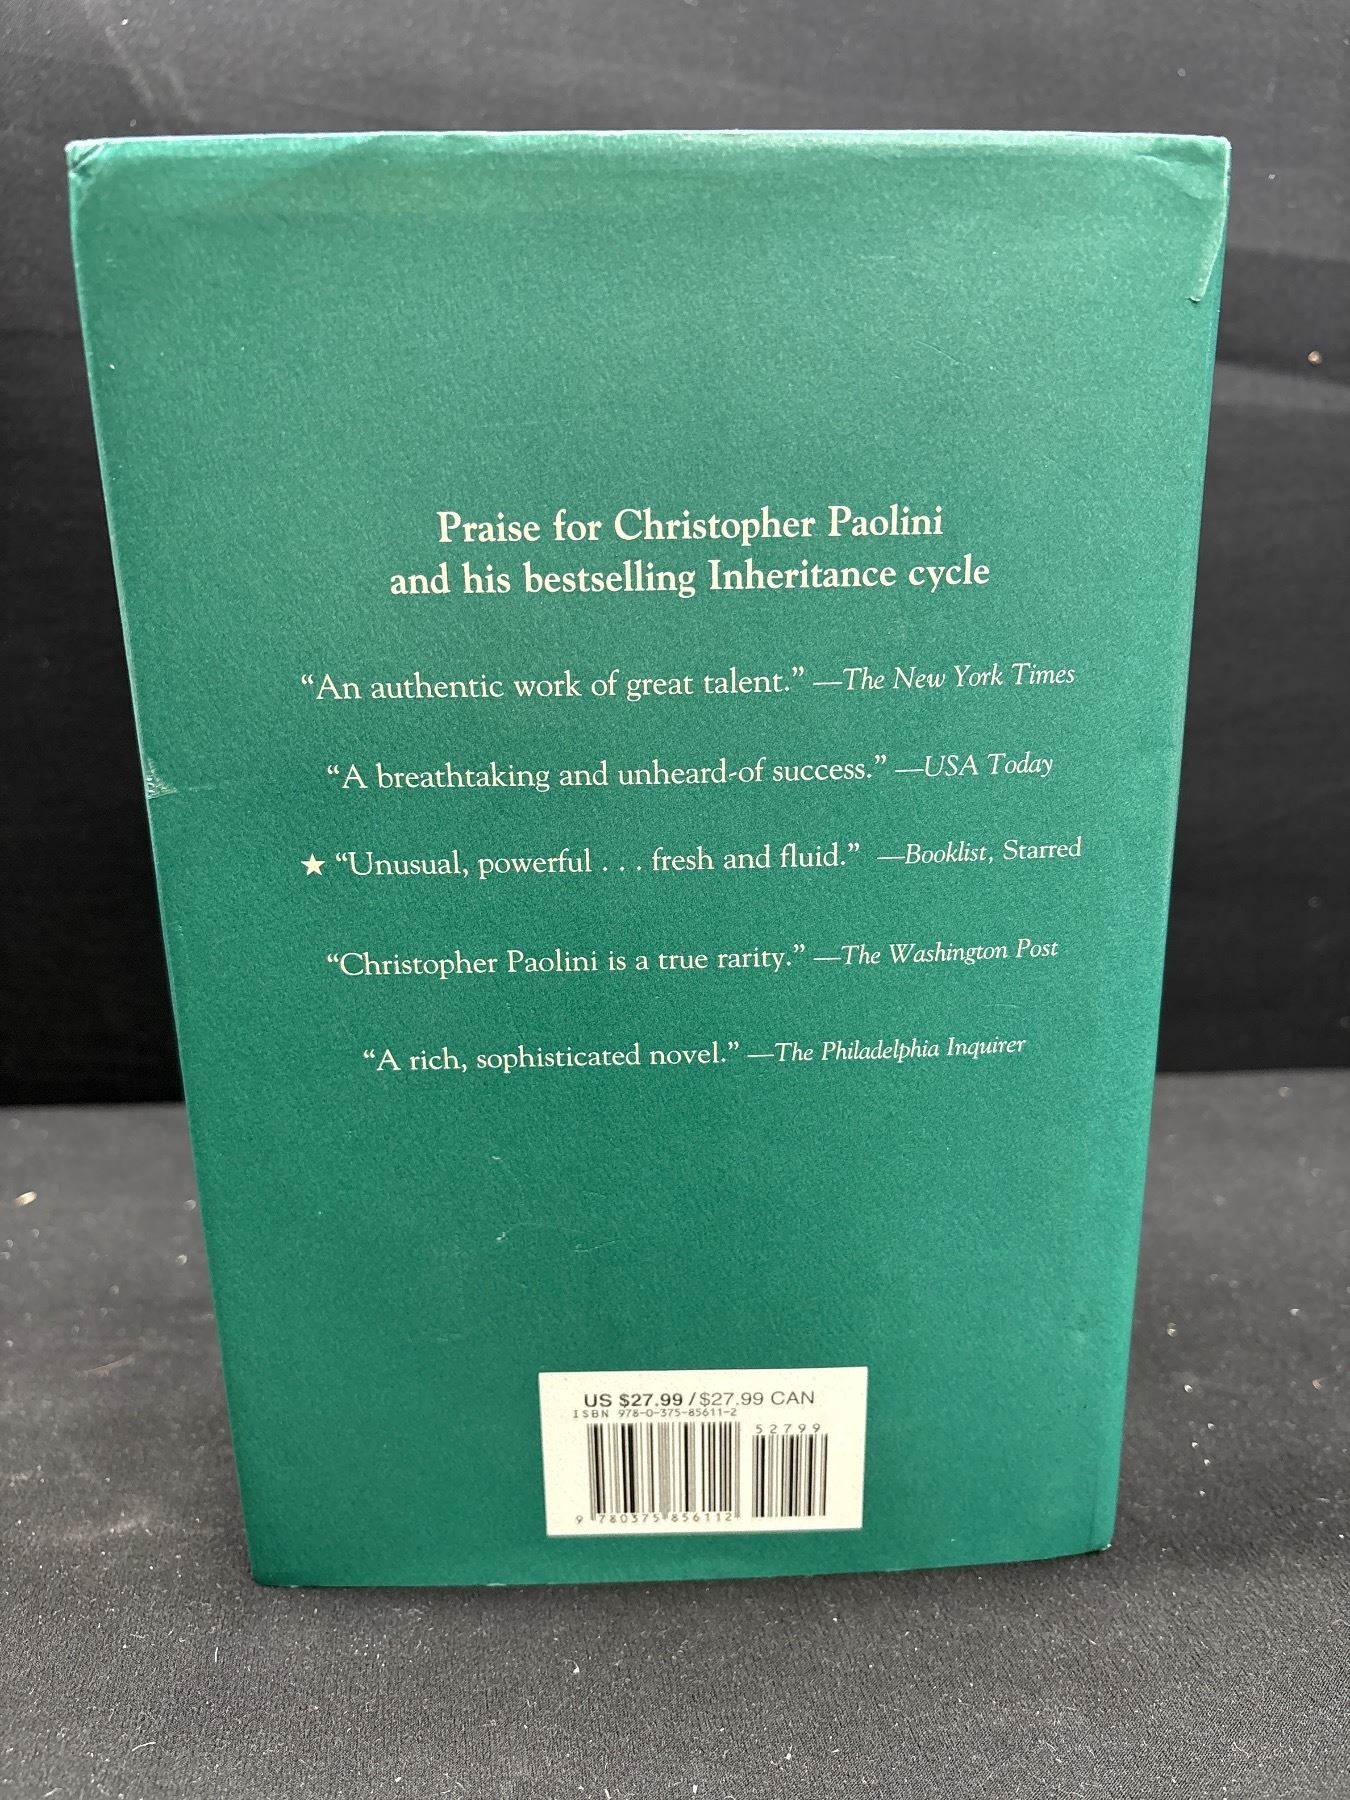 Praise for Christopher Paolini
and his bestselling Inheritance cycle
“An authentic work of great talent.” —The New York Times
“A breathtaking and unheard-of success.” —USA Today
★ “Unusual, powerful . . . fresh and fluid.” —Booklist, Starred
“Christopher Paolini is a true rarity.” —The Washington Post
“A rich, sophisticated novel.” —The Philadelphia Inquirer
US $27.99 / $27.99 CAN
ISBN 978-0-375-85611-2
52799
9 780375 856112